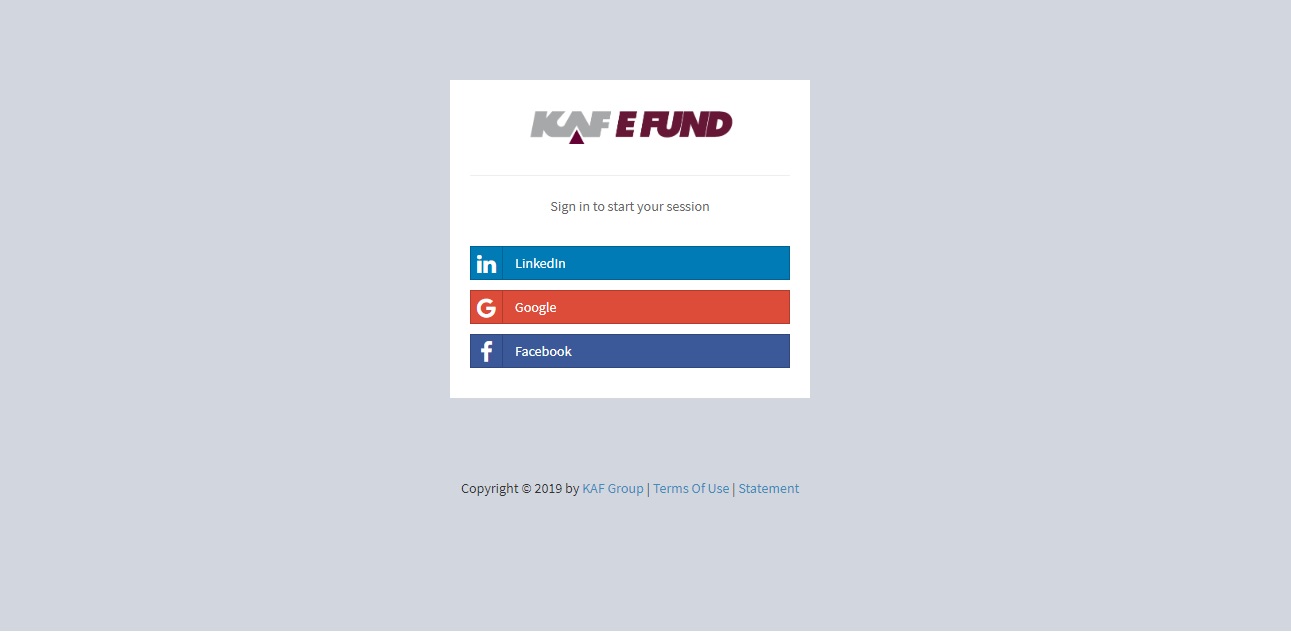 KAF E FUND
Sign in to start your session
in LinkedIn
G Google
f Facebook
Copyright © 2019 by KAF Group | Terms Of Use | Statement